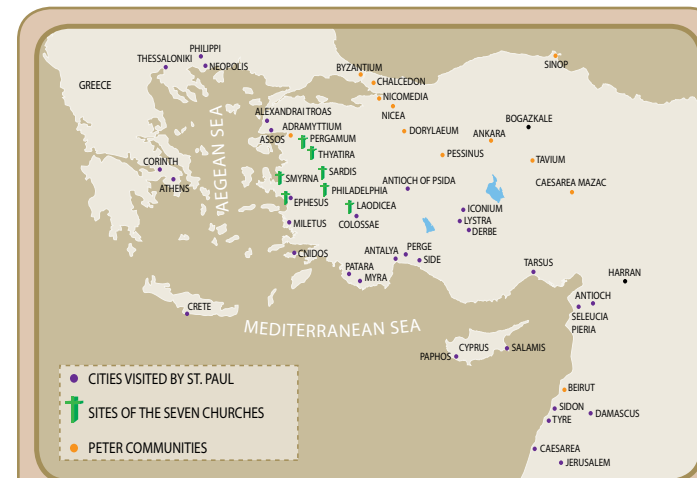 PHILIPPI
THESSALONIKI
NEOPOLIS
GREECE
BYZANTIUM
CHALCEDON
SINOP
NICOMEDIA
NICEA
ALEXANDRAI TROAS
ASSOS
ADRAMYTTIUM
PERGAMUM
THYATIRA
DORYLAEUM
BOGAZKALE
ANKARA
PESSINUS
TAVIUM
CORINTH
ATHENS
AEGEAN SEA
SMYRNA
SARDIS
PHILADELPHIA
ANTIOCH OF PSIDA
CAESAREA MAZAC
EPHESUS
LAODICEA
COLOSSAE
MILETUS
ICONIUM
LYSTRA
DERBE
CNIDOS
ANTALYA
PERGE
SIDE
PATARA
MYRA
TARSUS
HARRAN
ANTIOCH
SELEUCIA
PIERIA
CRETE
MEDITERRANEAN SEA
PAPHOS
CYPRUS
SALAMIS
CITIES VISITED BY ST. PAUL
SITES OF THE SEVEN CHURCHES
PETER COMMUNITIES
BEIRUT
SIDON
TYRE
DAMASCUS
CAESAREA
JERUSALEM